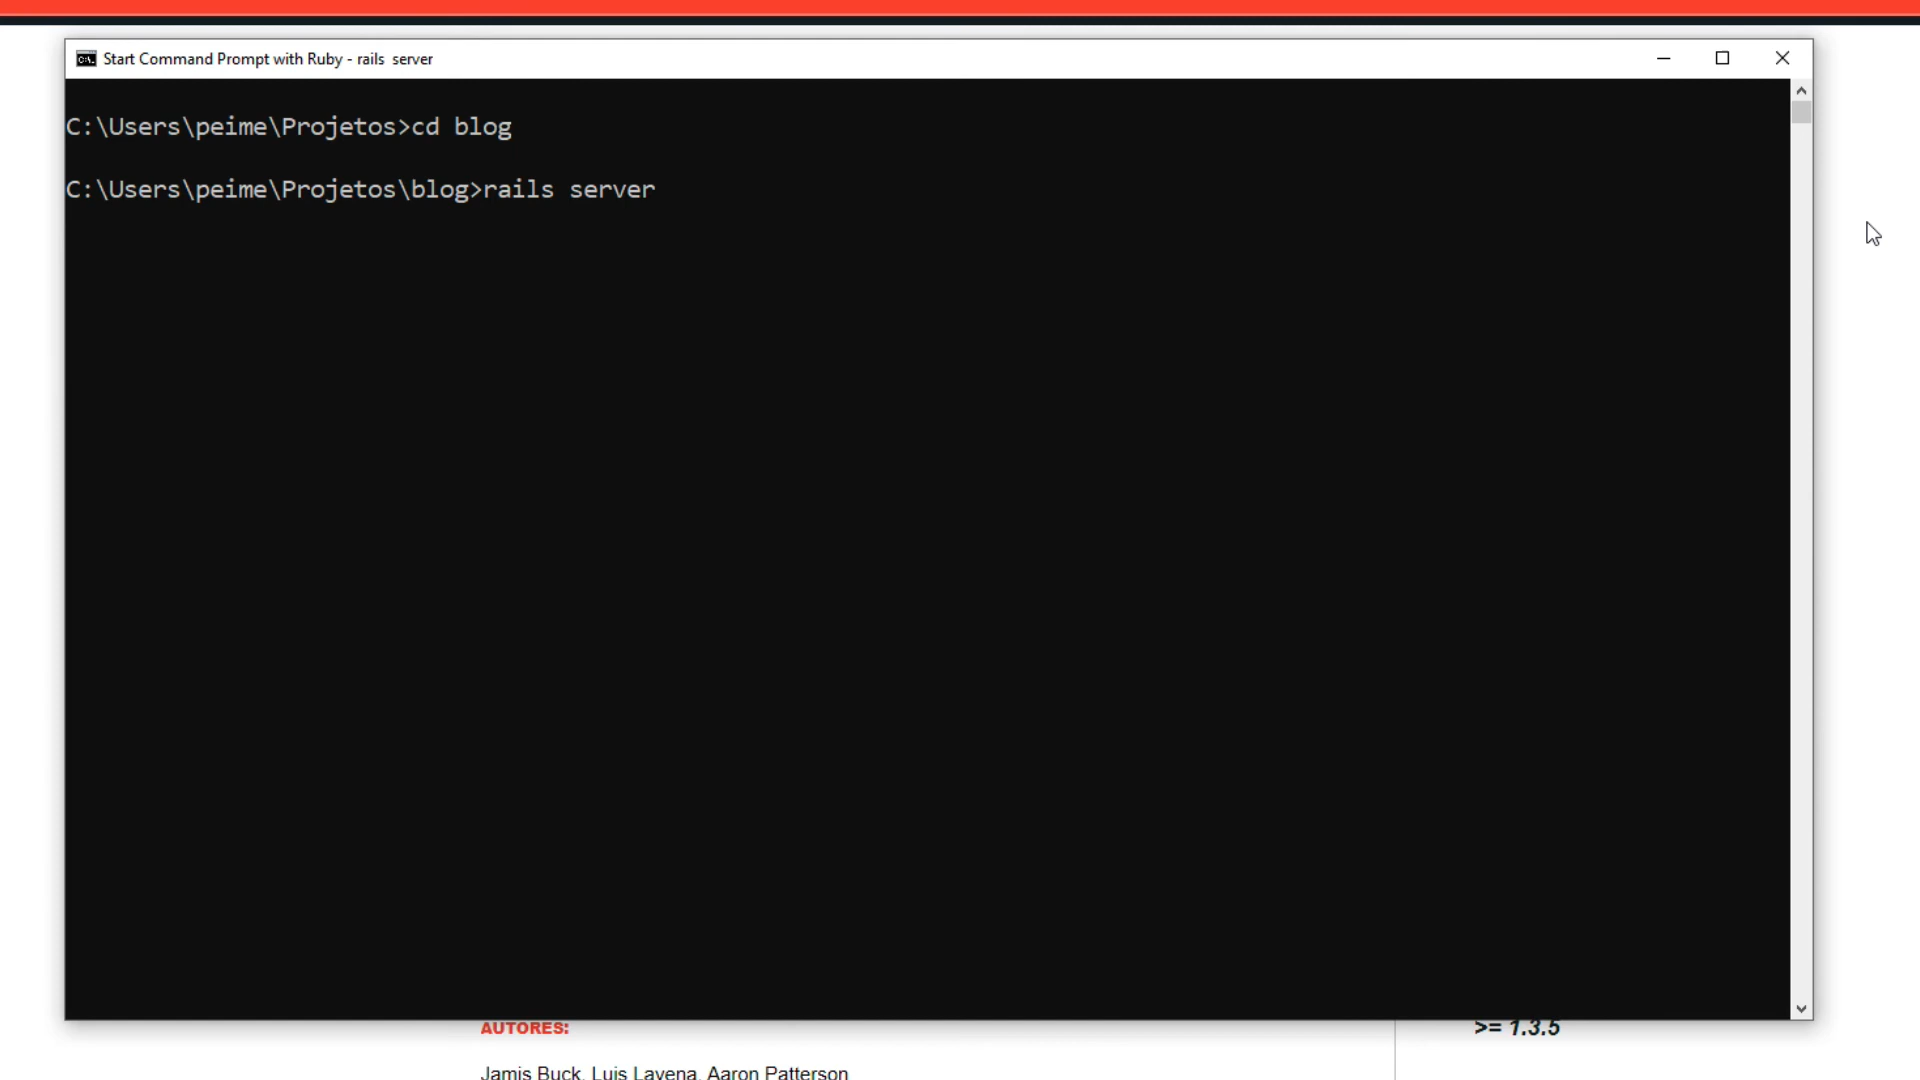 Start Command Prompt with Ruby - rails  server
C:\Users\peime\Projetos>cd blog
C:\Users\peime\Projetos\blog>rails server
AUTORES:
>= 1.3.5
Jamis Buck, Luis Lavena, Aaron Patterson